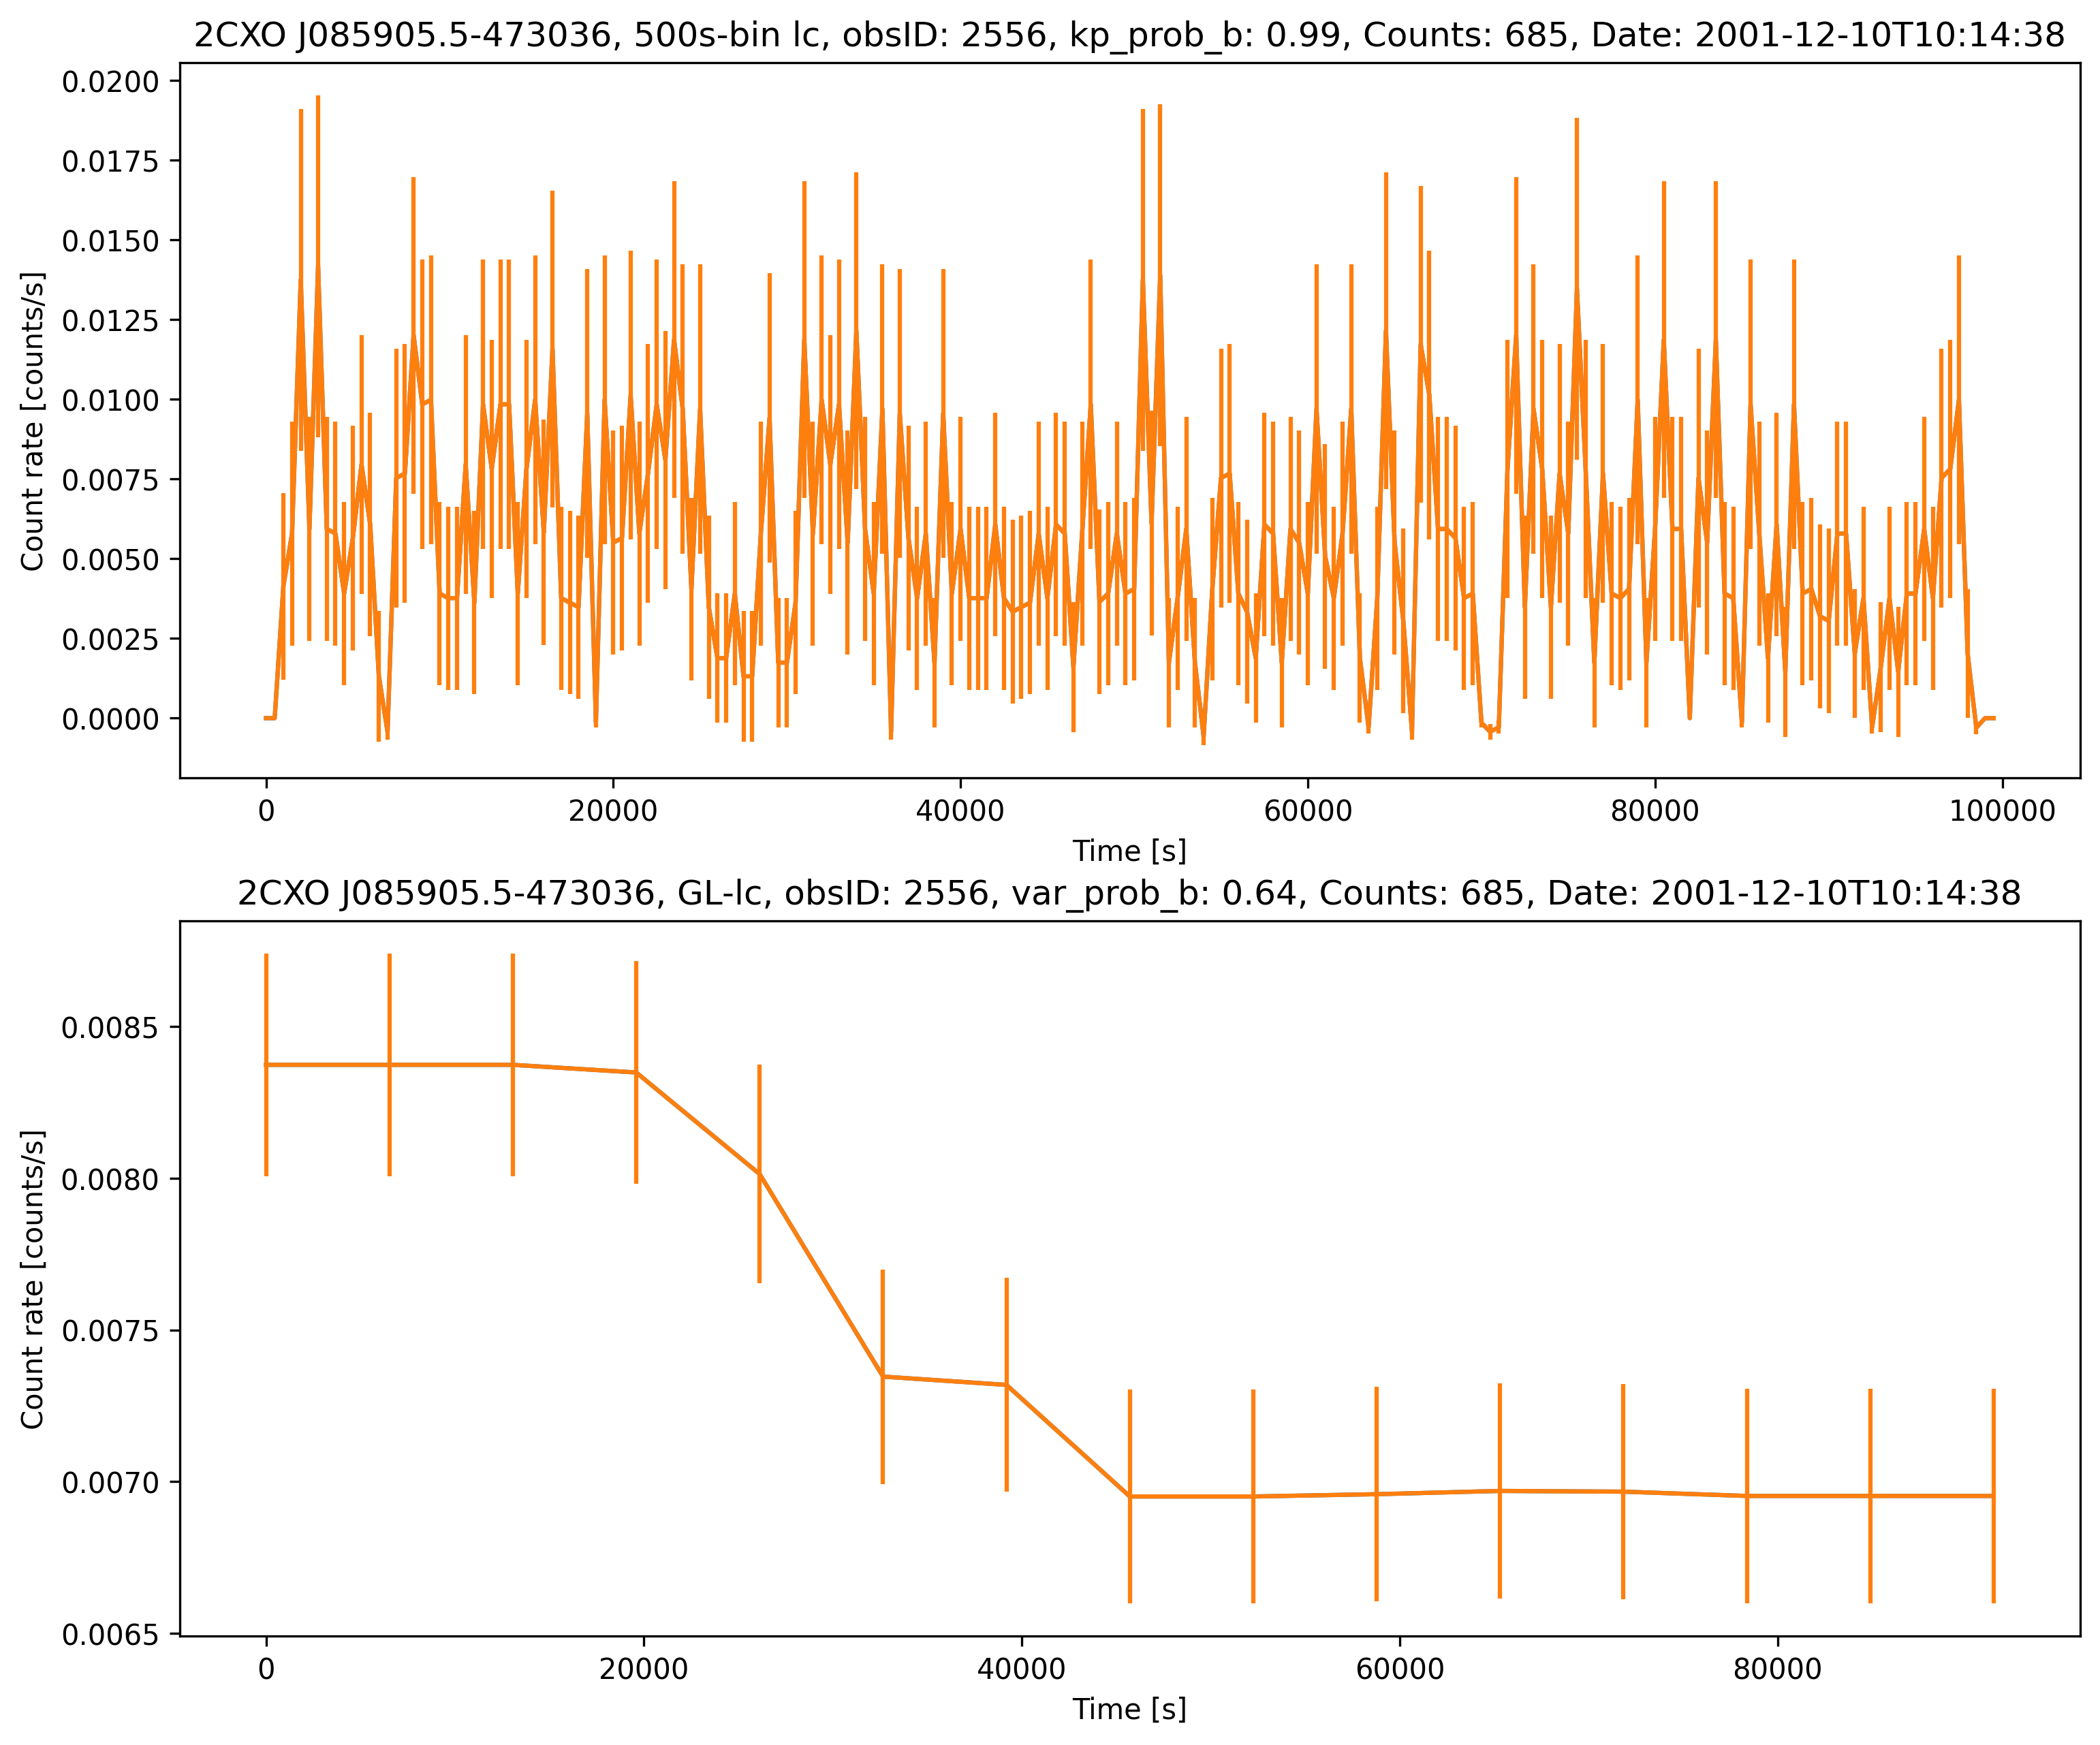 2CXO J085905.5-473036, 500s-bin lc, obsID: 2556, kp_prob_b: 0.99, Counts: 685, Date: 2001-12-10T10:14:38
0.0200
0.0175
0.0150
0.0125
0.0100
0.0075
0.0050
0.0025
0.0000
Count rate [counts/s]
0 20000 40000 60000 80000 100000
Time [s]
2CXO J085905.5-473036, GL-lc, obsID: 2556, var_prob_b: 0.64, Counts: 685, Date: 2001-12-10T10:14:38
0.0085
0.0080
0.0075
0.0070
0.0065
Count rate [counts/s]
0 20000 40000 60000 80000
Time [s]